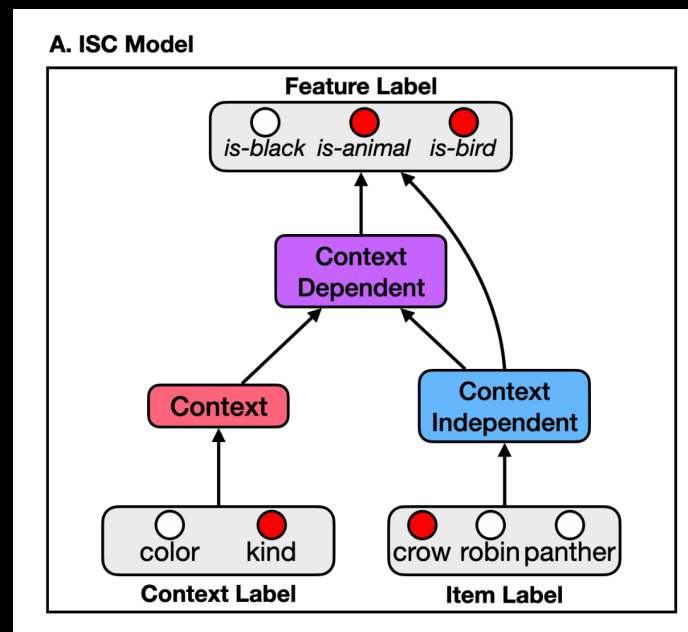 A. ISC Model
Feature Label
is-black is-animal is-bird
Context
Dependent
Context
Context
Independent
color kind
crow robin panther
Context Label
Item Label